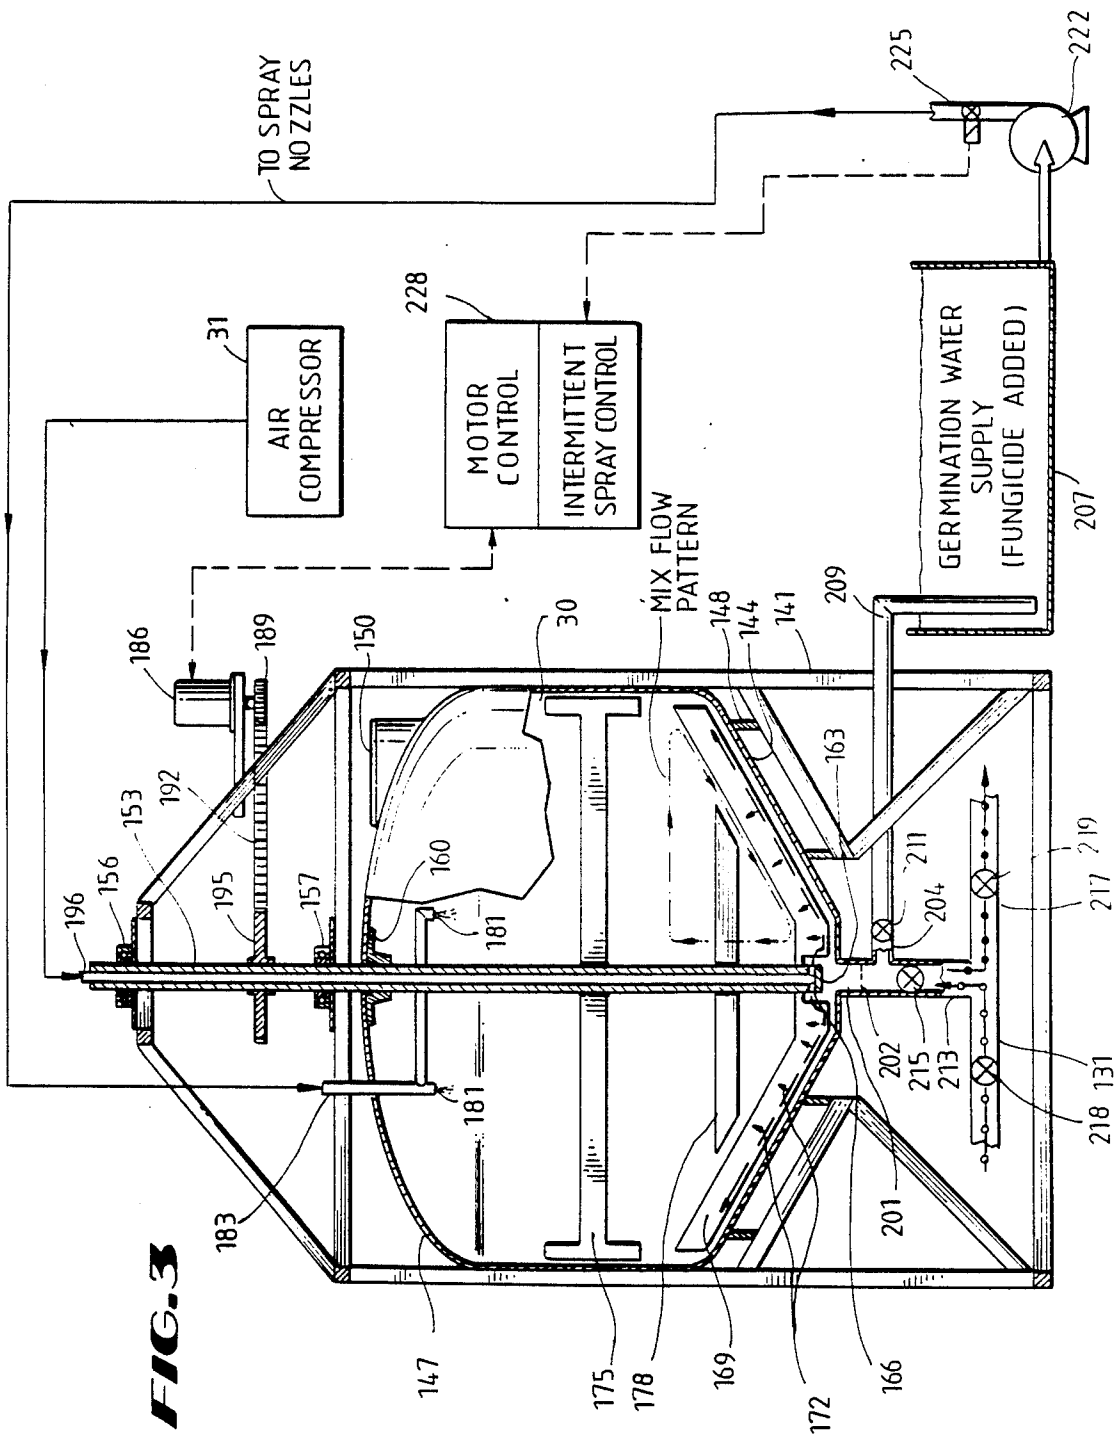 FIG.3
TO SPRAY
NOZZLES
225
222
31
AIR
COMPRESSOR
228
MOTOR
CONTROL
INTERMITTENT
SPRAY CONTROL
186
189
192
153
156
196
195
157
160
150
30
MIX FLOW
PATTERN
148
144
141
163
209
GERMINATION WATER
SUPPLY
(FUNGICIDE ADDED)
207
181
181
183
147
175
178
169
172
166
201
202
215
213
204
211
219
217
218
131